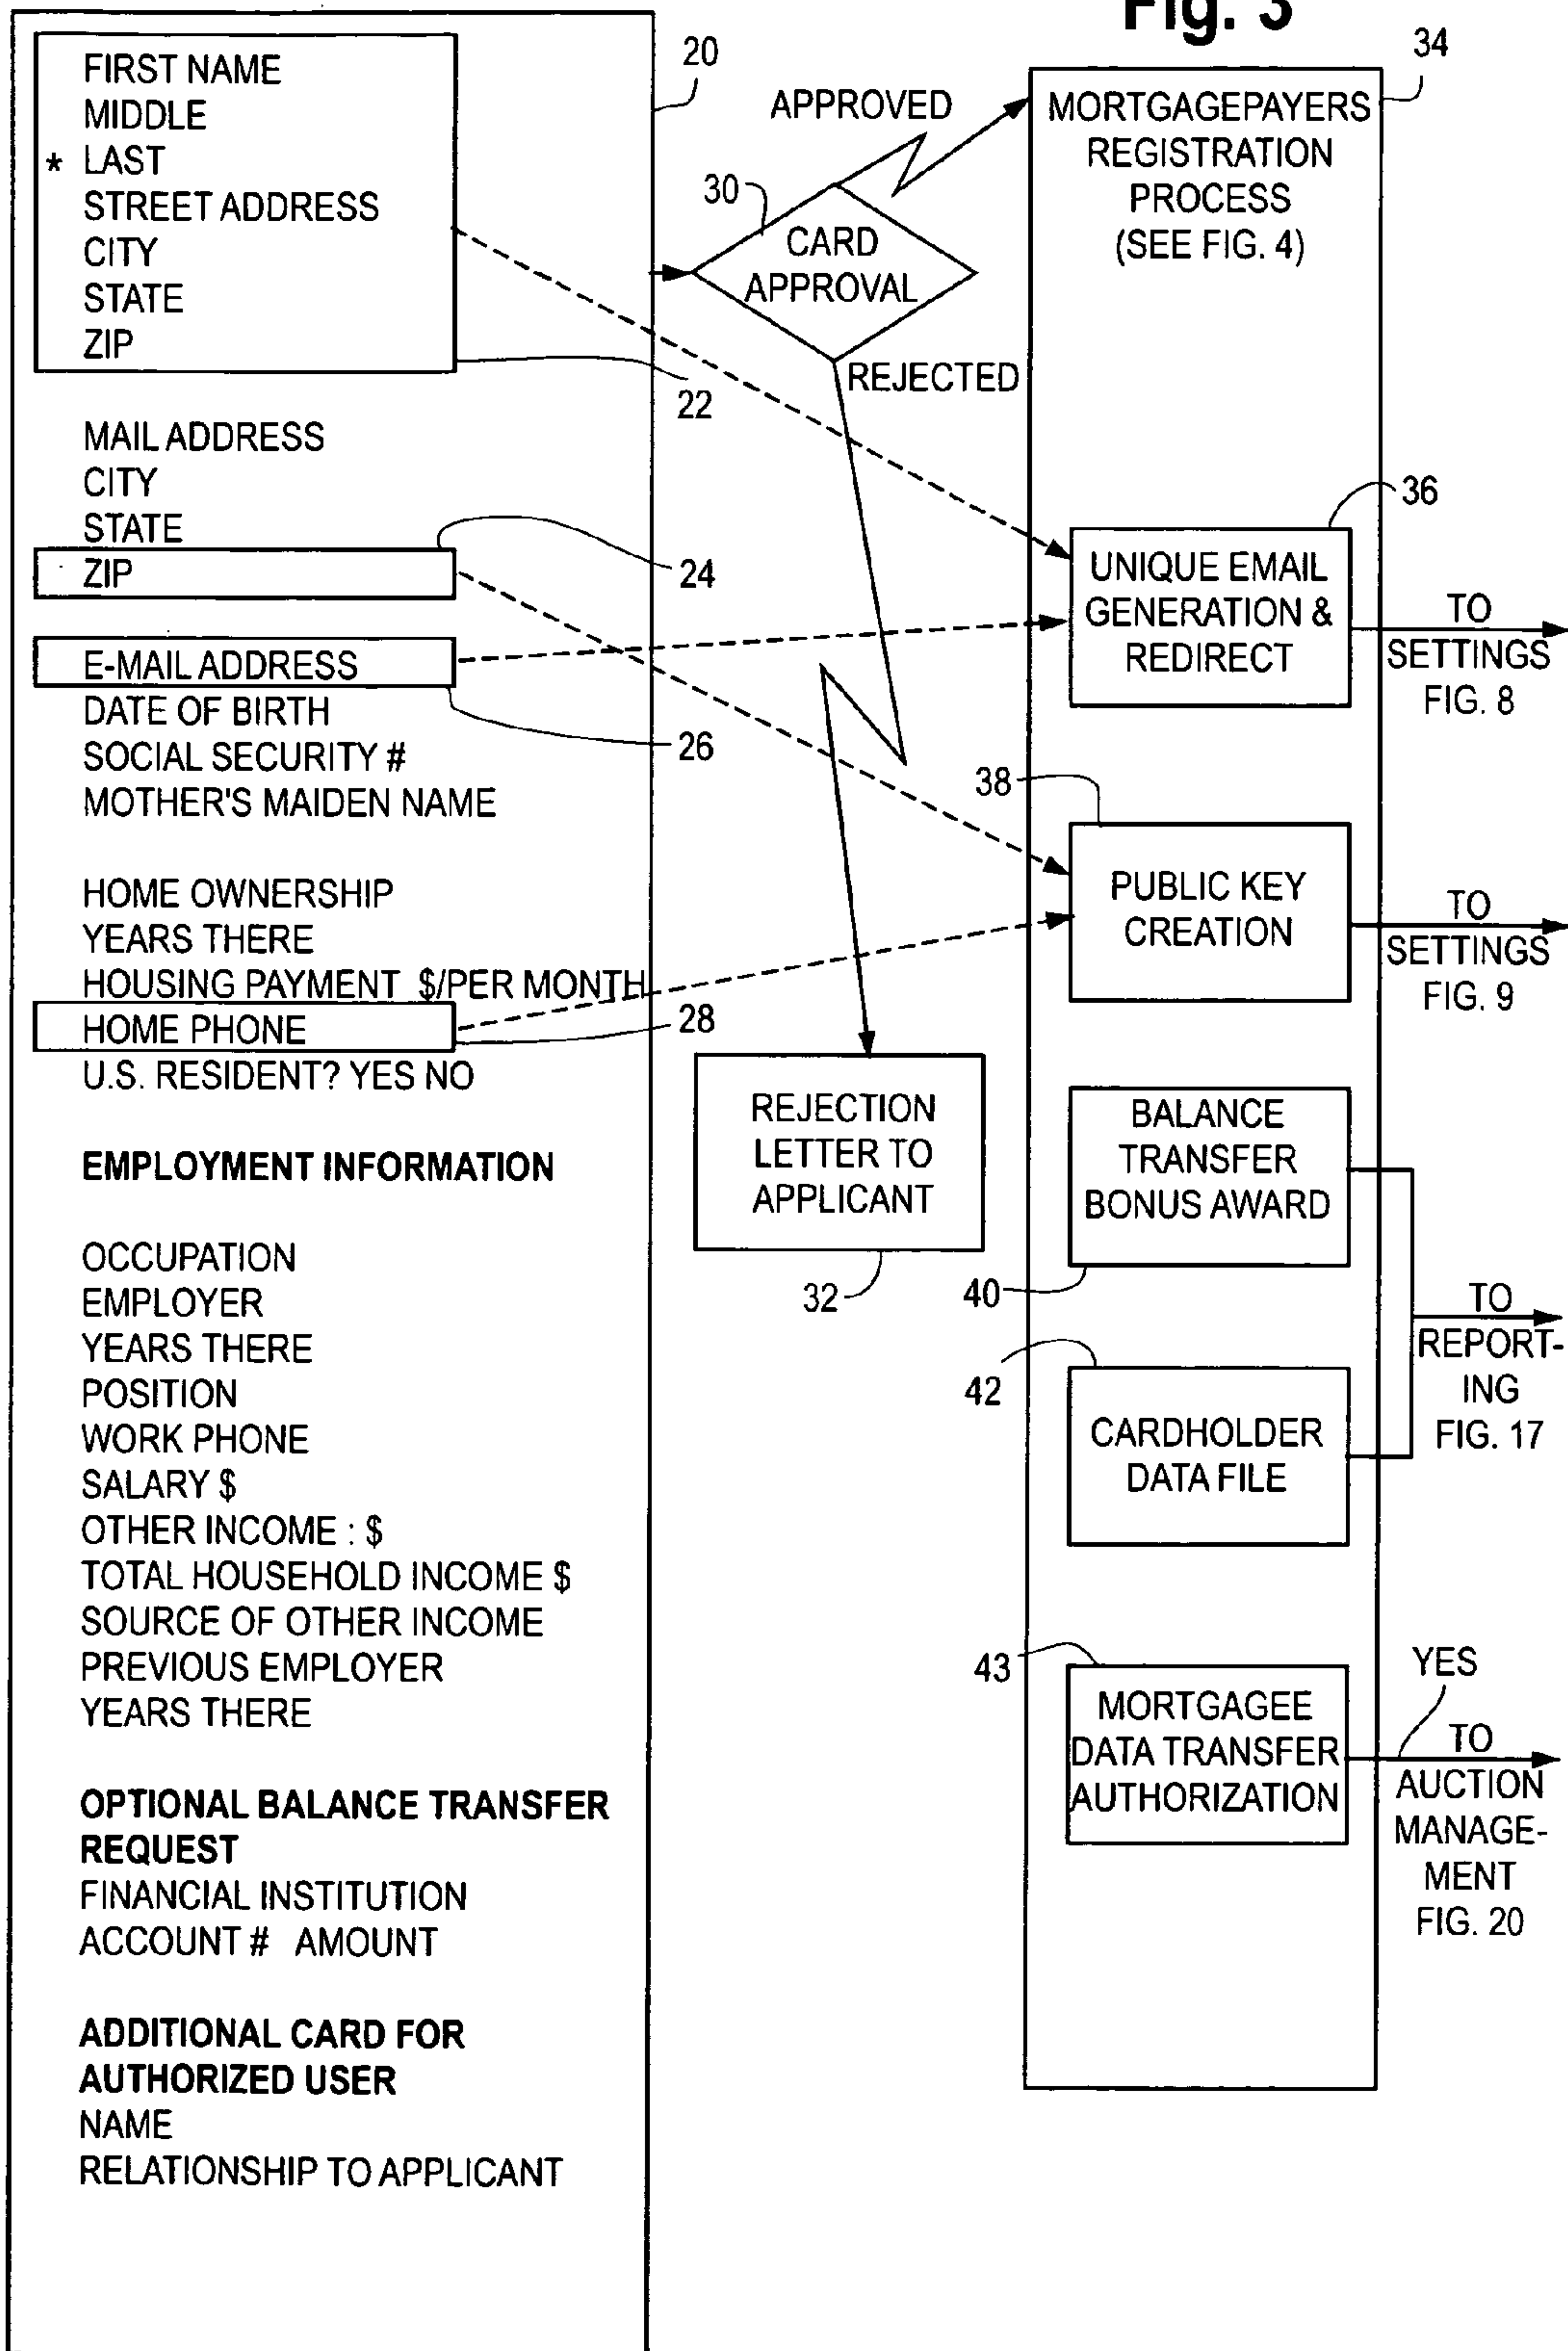 Fig. 3
20
FIRST NAME
MIDDLE
* LAST
STREET ADDRESS
CITY
STATE
ZIP
22
MAIL ADDRESS
CITY
STATE
ZIP
24
E-MAIL ADDRESS
26
DATE OF BIRTH
SOCIAL SECURITY #
MOTHER'S MAIDEN NAME
HOME OWNERSHIP
YEARS THERE
HOUSING PAYMENT $/PER MONTH
HOME PHONE
28
U.S. RESIDENT? YES NO
EMPLOYMENT INFORMATION
OCCUPATION
EMPLOYER
YEARS THERE
POSITION
WORK PHONE
SALARY $
OTHER INCOME : $
TOTAL HOUSEHOLD INCOME $
SOURCE OF OTHER INCOME
PREVIOUS EMPLOYER
YEARS THERE
OPTIONAL BALANCE TRANSFER
REQUEST
FINANCIAL INSTITUTION
ACCOUNT # AMOUNT
ADDITIONAL CARD FOR
AUTHORIZED USER
NAME
RELATIONSHIP TO APPLICANT
APPROVED
30
CARD
APPROVAL
REJECTED
REJECTION
LETTER TO
APPLICANT
32
34
MORTGAGEPAYERS
REGISTRATION
PROCESS
(SEE FIG. 4)
36
UNIQUE EMAIL
GENERATION &
REDIRECT
TO
SETTINGS
FIG. 8
38
PUBLIC KEY
CREATION
TO
SETTINGS
FIG. 9
BALANCE
TRANSFER
BONUS AWARD
40
42
CARDHOLDER
DATA FILE
TO
REPORT-
ING
FIG. 17
43
MORTGAGEE
DATA TRANSFER
AUTHORIZATION
YES
TO
AUCTION
MANAGE-
MENT
FIG. 20